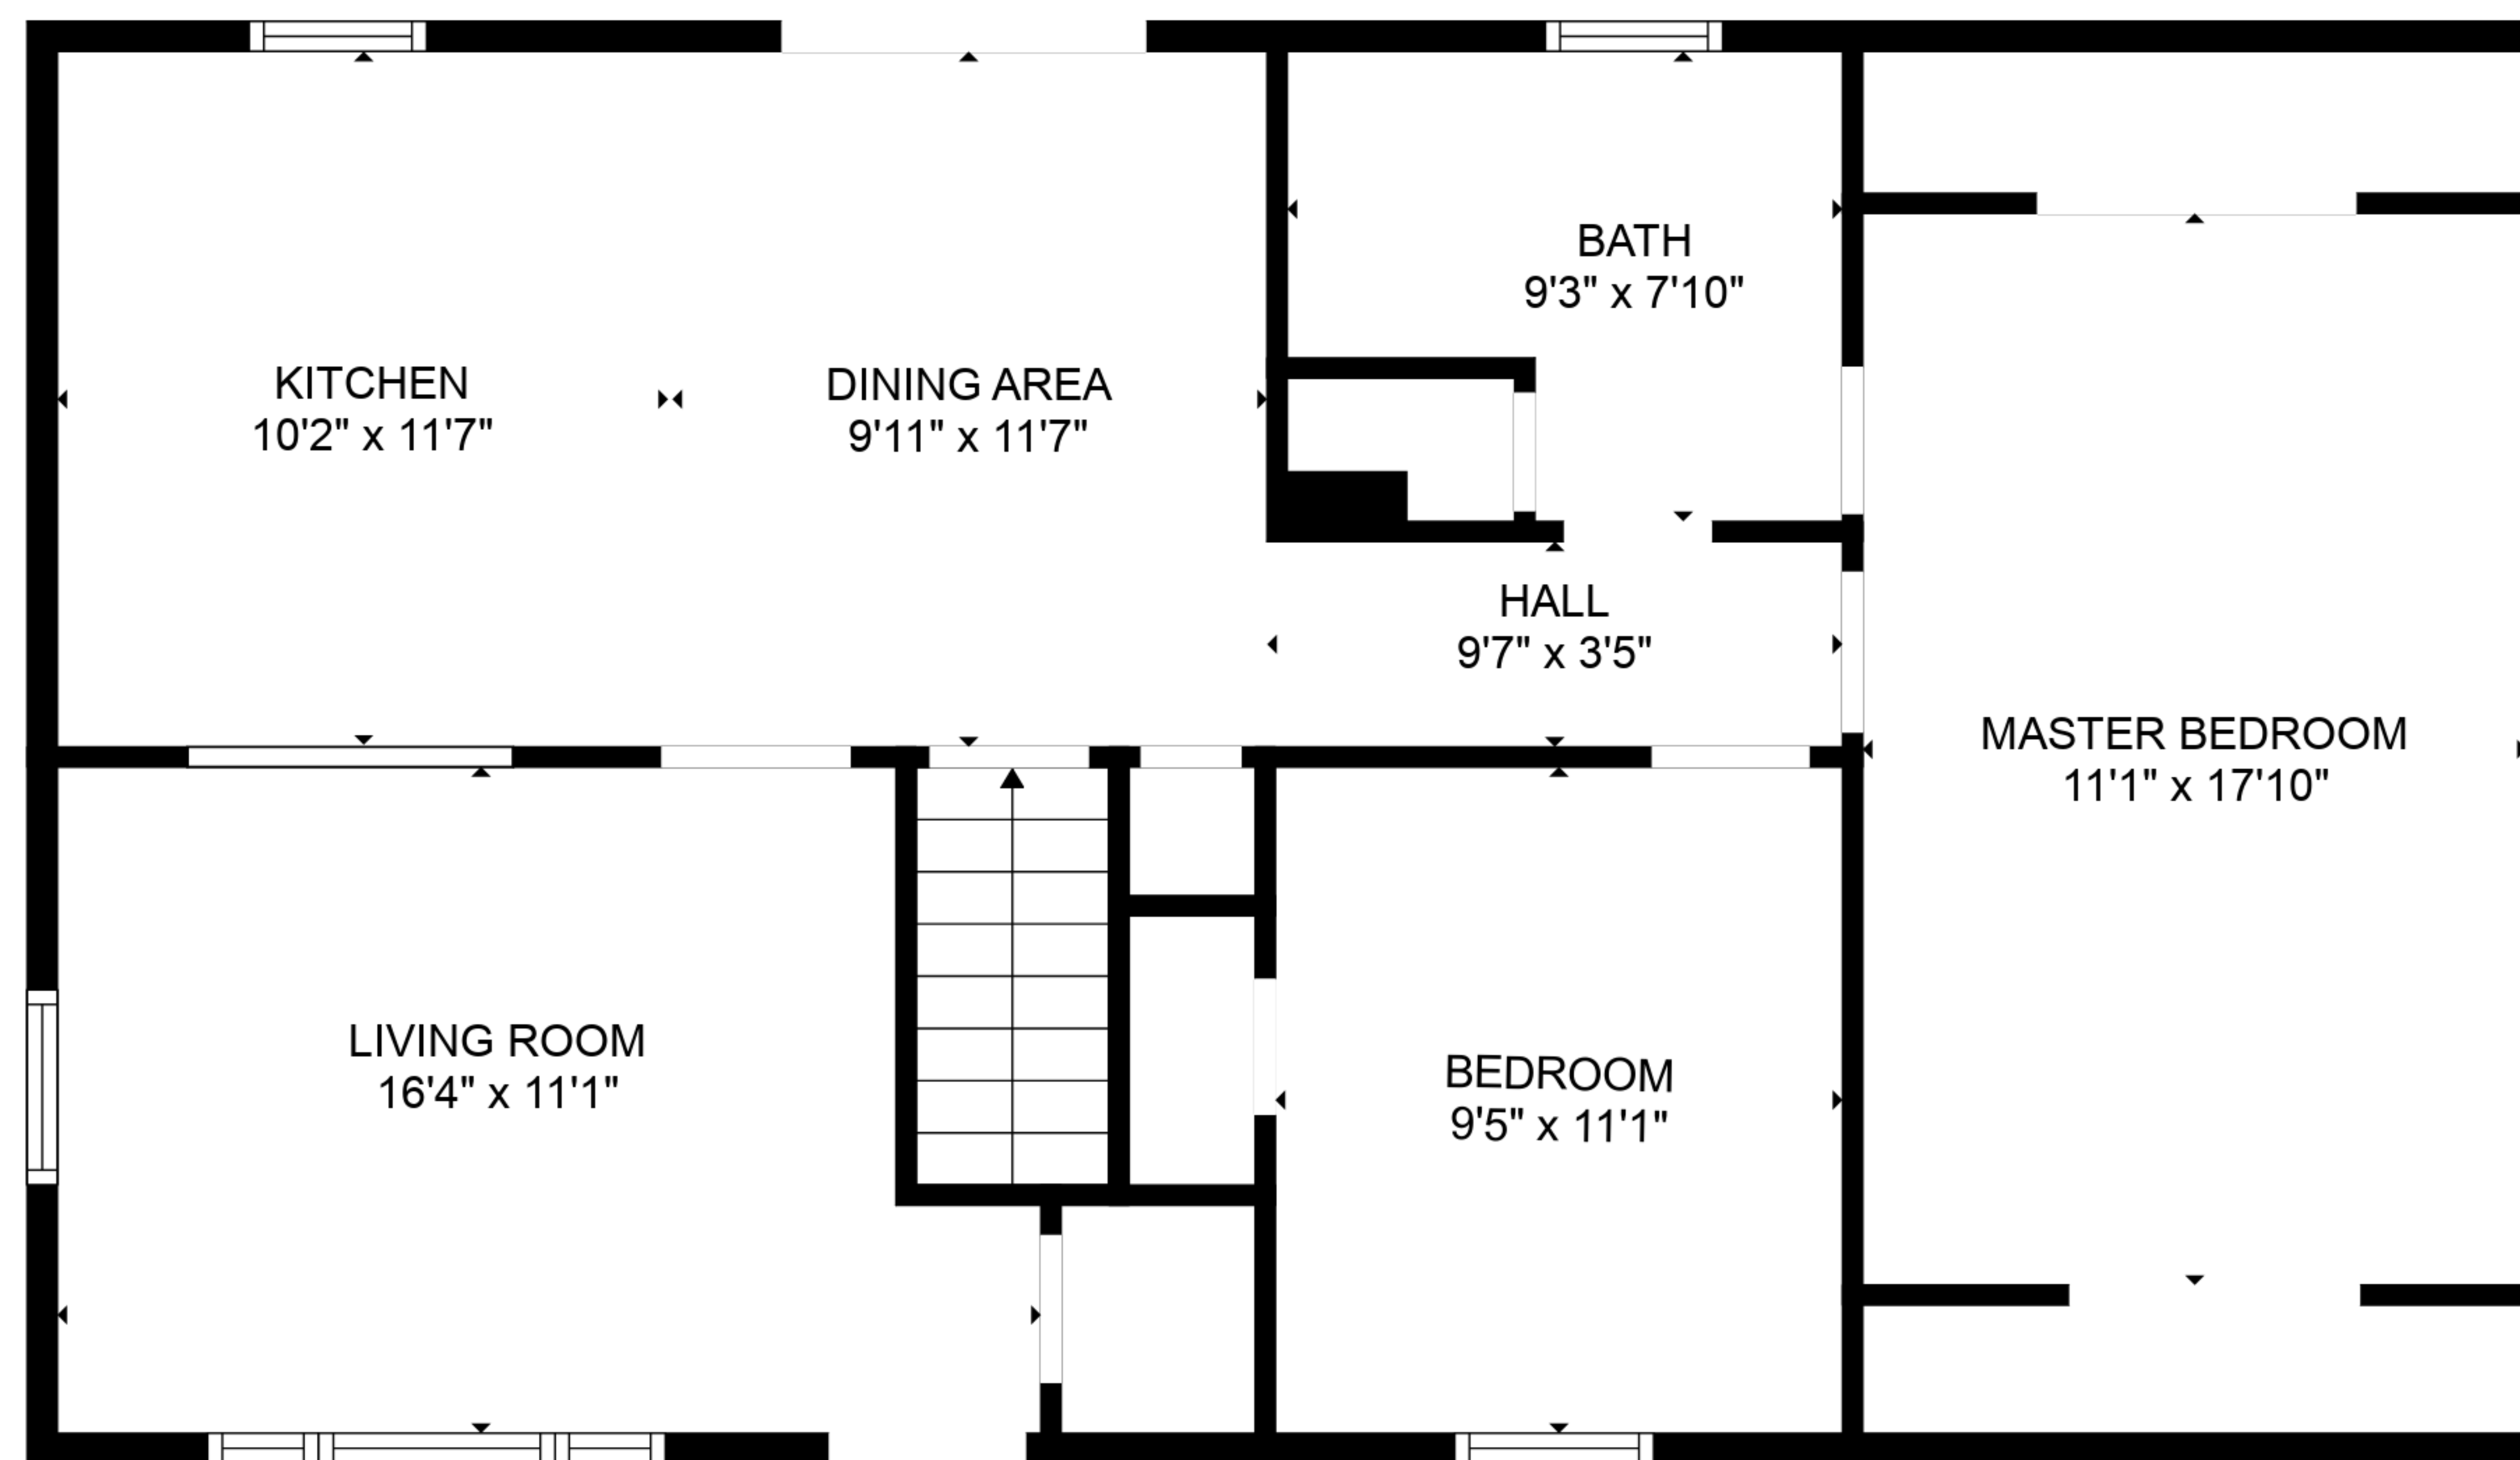 BATH
9'3" x 7'10"
KITCHEN
10'2" x 11'7"
DINING AREA
9'11" x 11'7"
HALL
9'7" x 3'5"
MASTER BEDROOM
11'1" x 17'10"
LIVING ROOM
16'4" x 11'1"
BEDROOM
9'5" x 11'1"